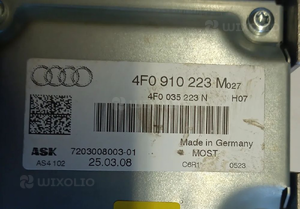 4F0 910 223 M027
4F0 035 223 N H07
Made in Germany
ASK 7203008003-01 MOST
AS4 102 25.03.08 0523
WIXOLIO
WIXOLIO